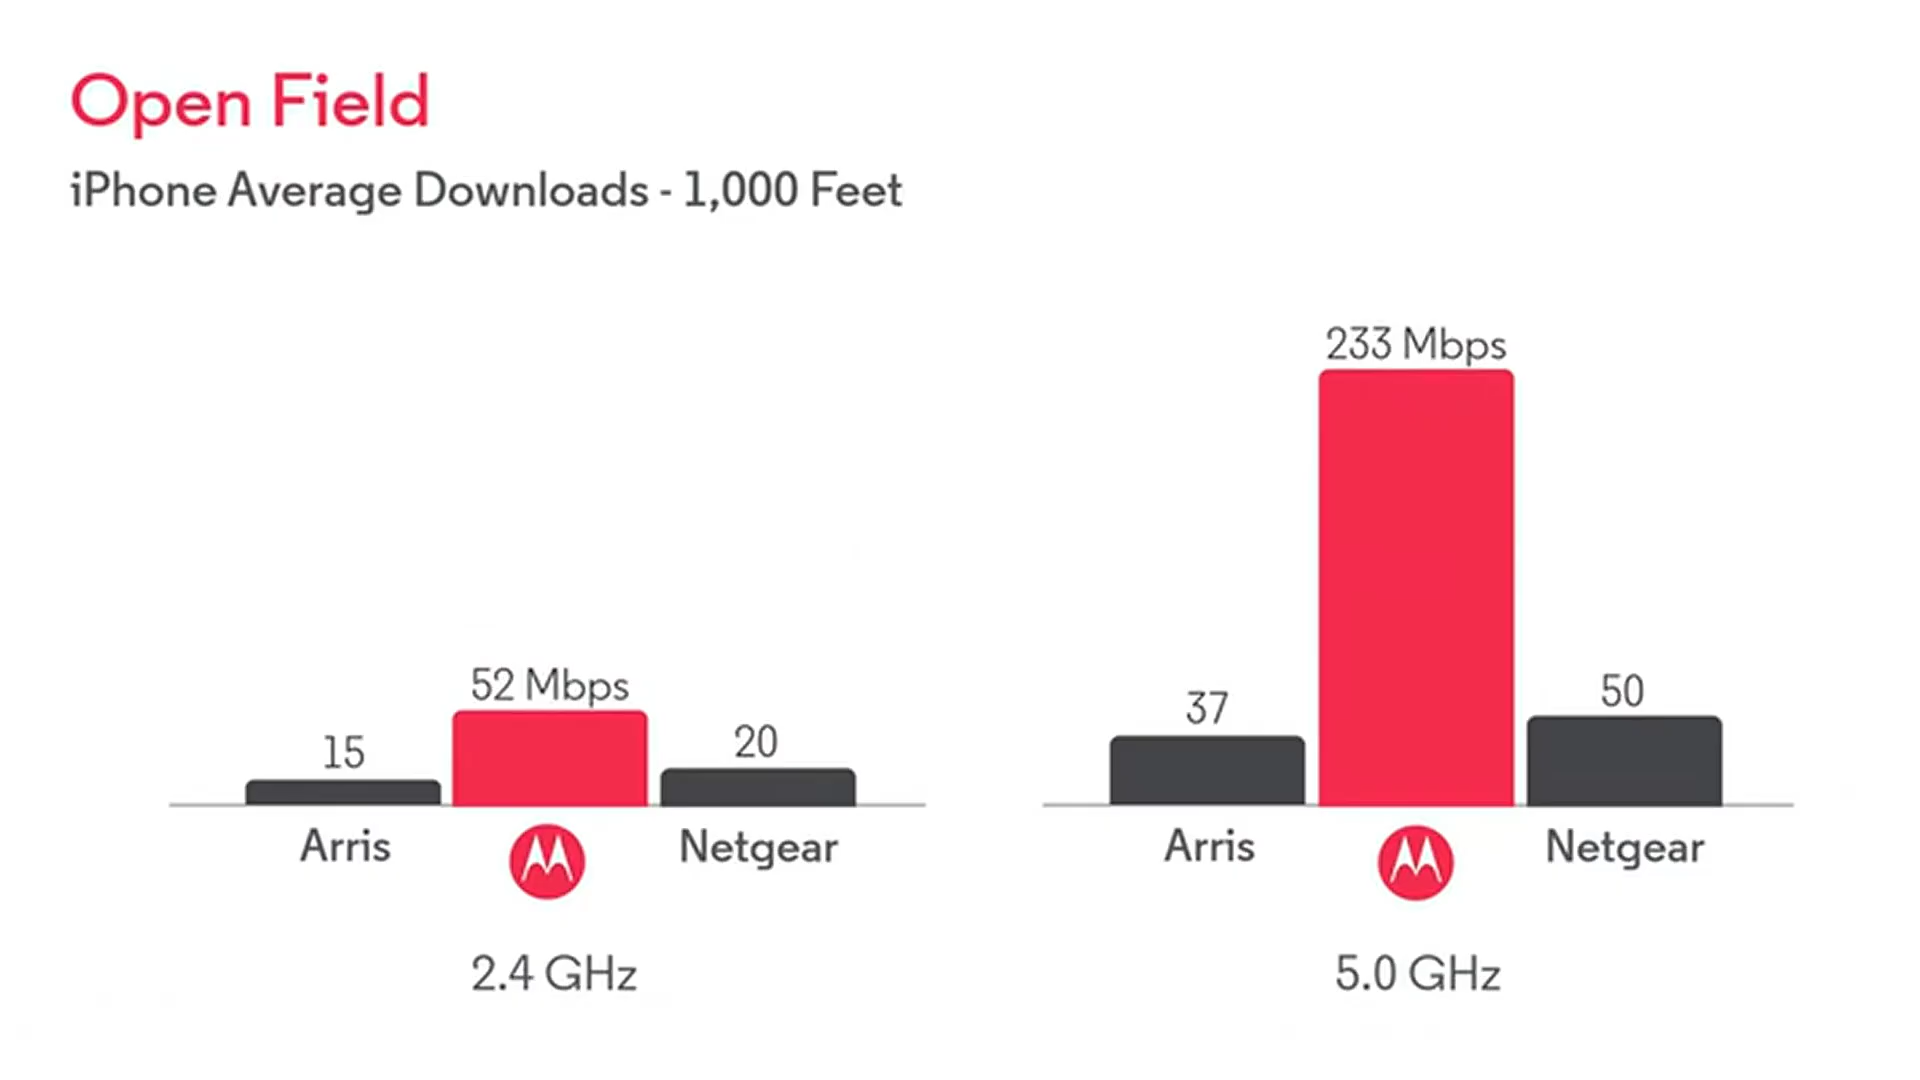 Open Field
iPhone Average Downloads - 1,000 Feet
15
52 Mbps
20
Arris
Netgear
2.4 GHz
37
233 Mbps
50
Arris
Netgear
5.0 GHz